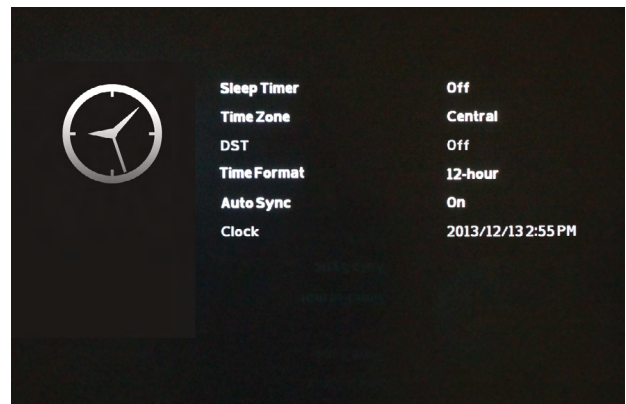 Sleep Timer Off
Time Zone Central
DST Off
Time Format 12-hour
Auto Sync On
Clock 2013/12/13 2:55 PM